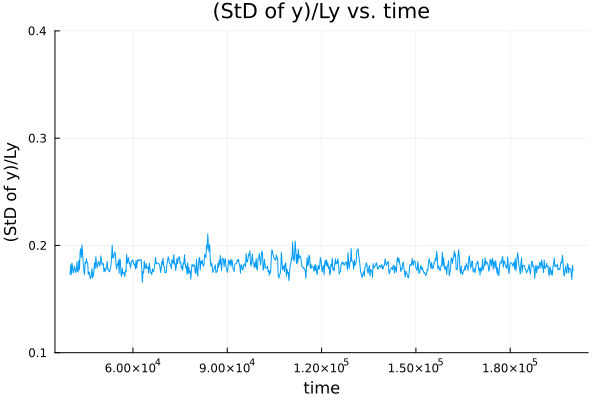 (StD of y)/Ly vs. time
(StD of y)/Ly
0.4
0.3
0.2
0.1
6.00×10⁴ 9.00×10⁴ 1.20×10⁵ 1.50×10⁵ 1.80×10⁵
time